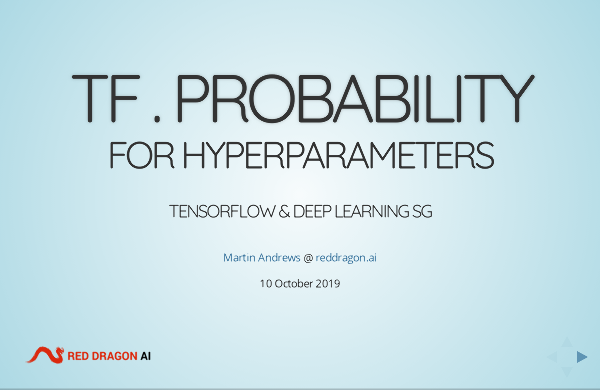 TF . PROBABILITY
FOR HYPERPARAMETERS
TENSORFLOW & DEEP LEARNING SG
Martin Andrews @ reddragon.ai
10 October 2019
RED DRAGON AI